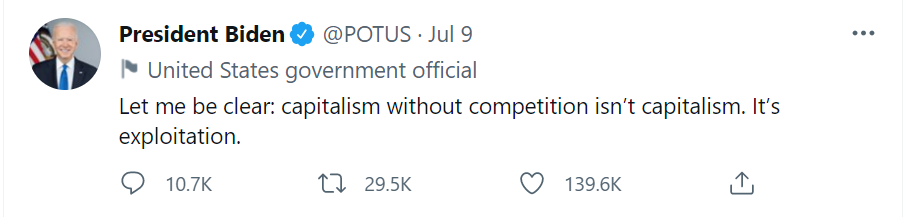 President Biden @POTUS · Jul 9
United States government official
Let me be clear: capitalism without competition isn't capitalism. It's
exploitation.
10.7K 29.5K 139.6K